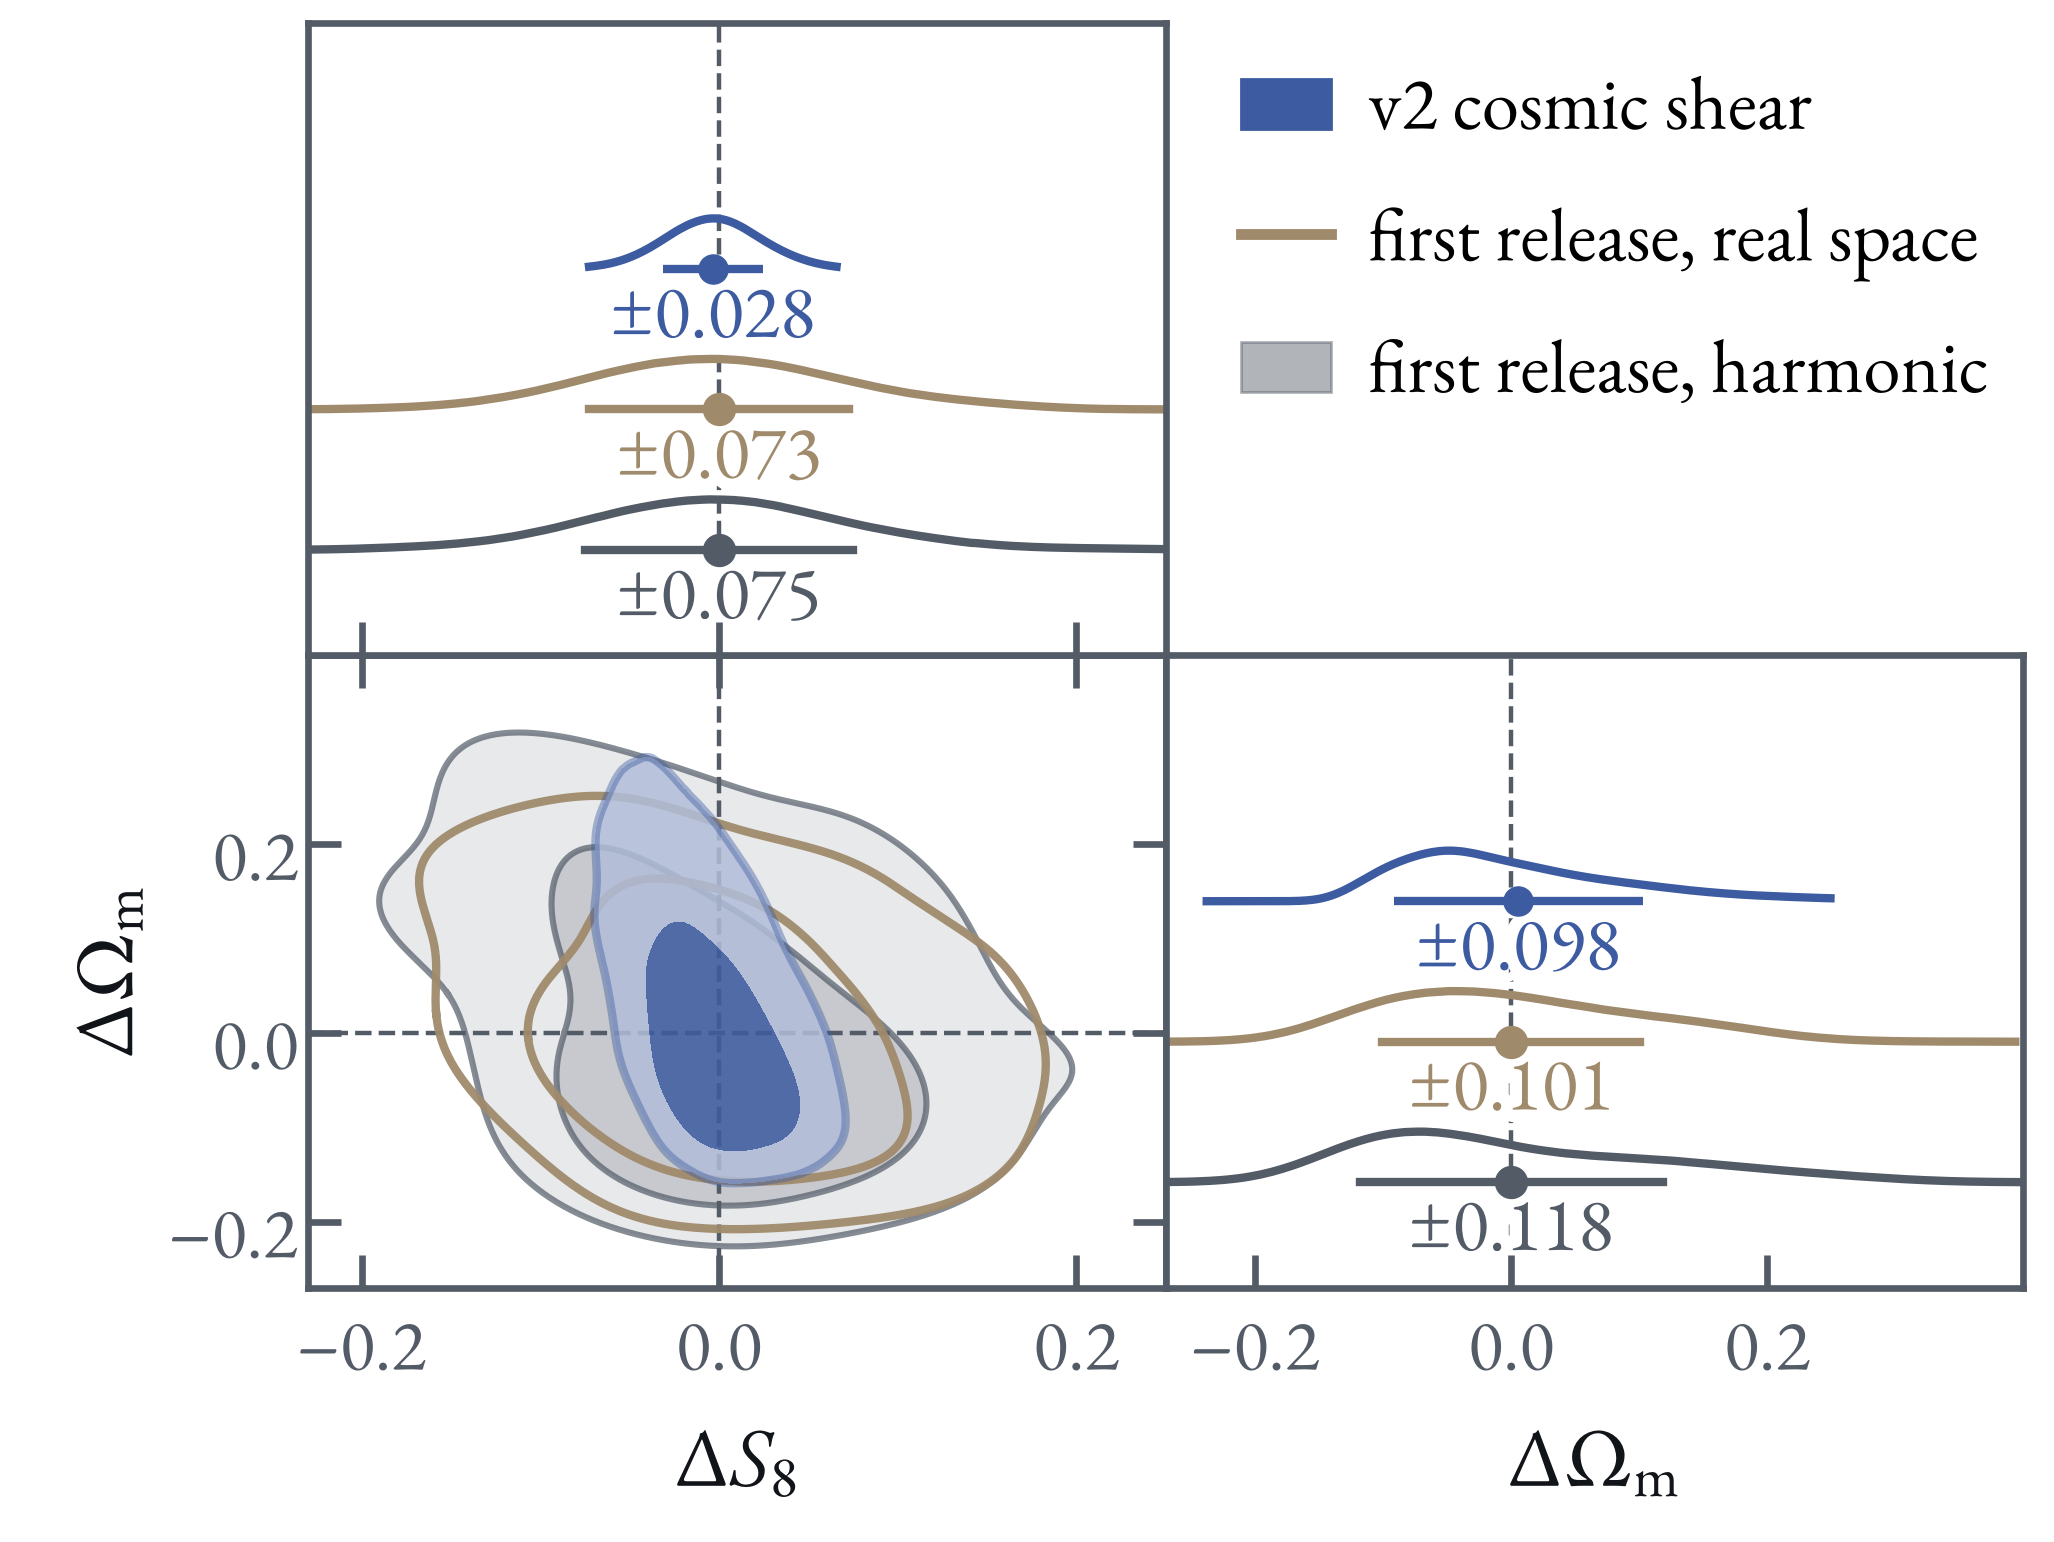 v2 cosmic shear
first release, real space
first release, harmonic
±0.028
±0.073
±0.075
ΔΩm
0.2
0.0
−0.2
±0.098
±0.101
±0.118
−0.2 0.0 0.2
−0.2 0.0 0.2
ΔS8
ΔΩm